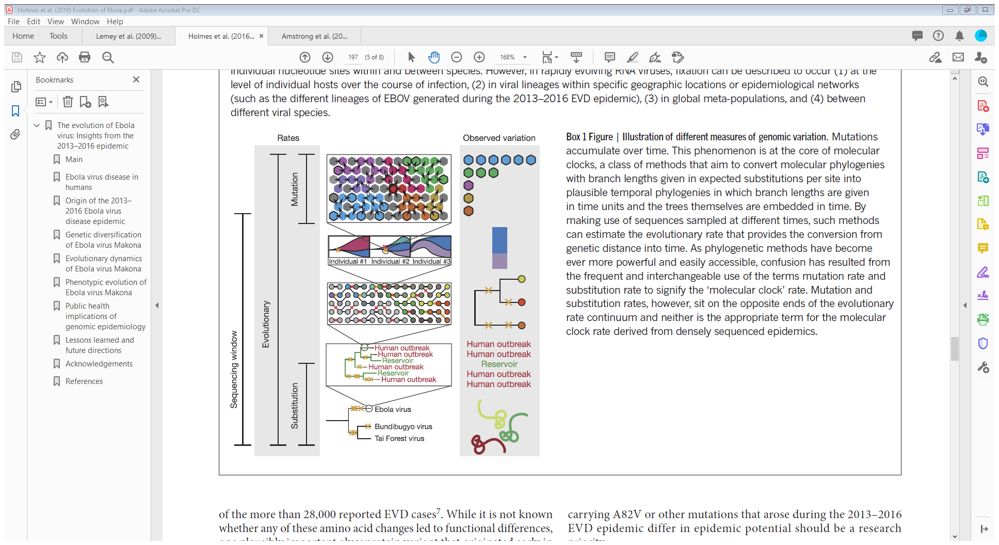 Holmes et al. (2016) Evolution of Ebola.pdf - Adobe Acrobat Pro DC
File Edit View Window Help
Home Tools Lemey et al. (2009)... Holmes et al. (2016... × Amstrong et al. (20...
197 (5 of 8) 168%
Bookmarks
The evolution of Ebola
virus: Insights from the
2013–2016 epidemic
Main
Ebola virus disease in
humans
Origin of the 2013–
2016 Ebola virus
disease epidemic
Genetic diversification
of Ebola virus Makona
Evolutionary dynamics
of Ebola virus Makona
Phenotypic evolution of
Ebola virus Makona
Public health
implications of
genomic epidemiology
Lessons learned and
future directions
Acknowledgements
References
individual nucleotide sites within and between species. However, in rapidly evolving RNA viruses, fixation can be described to occur (1) at the
level of individual hosts over the course of infection, (2) in viral lineages within specific geographic locations or epidemiological networks
(such as the different lineages of EBOV generated during the 2013–2016 EVD epidemic), (3) in global meta-populations, and (4) between
different viral species.
Rates
Observed variation
Mutation
Evolutionary
Sequencing window
Substitution
Individual #1 Individual #2 Individual #3
Human outbreak
Human outbreak
Reservoir
Human outbreak
Reservoir
Human outbreak
Ebola virus
Bundibugyo virus
Tai Forest virus
Human outbreak
Human outbreak
Reservoir
Human outbreak
Human outbreak
Box 1 Figure | Illustration of different measures of genomic variation. Mutations
accumulate over time. This phenomenon is at the core of molecular
clocks, a class of methods that aim to convert molecular phylogenies
with branch lengths given in expected substitutions per site into
plausible temporal phylogenies in which branch lengths are given
in time units and the trees themselves are embedded in time. By
making use of sequences sampled at different times, such methods
can estimate the evolutionary rate that provides the conversion from
genetic distance into time. As phylogenetic methods have become
ever more powerful and easily accessible, confusion has resulted from
the frequent and interchangeable use of the terms mutation rate and
substitution rate to signify the ‘molecular clock’ rate. Mutation and
substitution rates, however, sit on the opposite ends of the evolutionary
rate continuum and neither is the appropriate term for the molecular
clock rate derived from densely sequenced epidemics.
of the more than 28,000 reported EVD cases7. While it is not known
whether any of these amino acid changes led to functional differences,
one plausibly important glycoprotein variant that originated early in
carrying A82V or other mutations that arose during the 2013–2016
EVD epidemic differ in epidemic potential should be a research
priority.